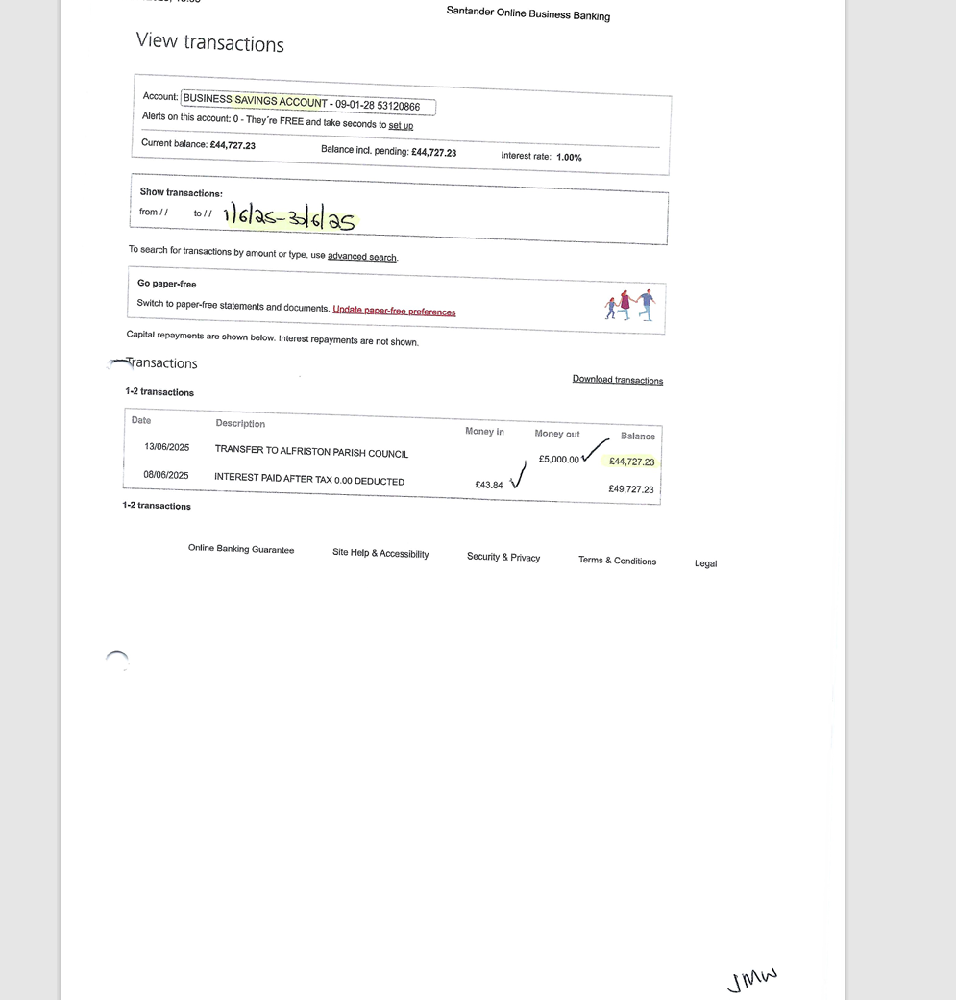 Santander Online Business Banking
View transactions
Account: BUSINESS SAVINGS ACCOUNT - 09-01-28 53120866
Alerts on this account: 0 - They're FREE and take seconds to set up
Current balance: £44,727.23 Balance incl. pending: £44,727.23 Interest rate: 1.00%
Show transactions:
from / / to / / 1/6/25-30/6/25
To search for transactions by amount or type, use advanced search.
Go paper-free
Switch to paper-free statements and documents. Update paper-free preferences
Capital repayments are shown below. Interest repayments are not shown.
Transactions
Download transactions
1-2 transactions
Date Description Money in Money out Balance
13/06/2025 TRANSFER TO ALFRISTON PARISH COUNCIL £5,000.00 £44,727.23
08/06/2025 INTEREST PAID AFTER TAX 0.00 DEDUCTED £43.84 £49,727.23
1-2 transactions
Online Banking Guarantee Site Help & Accessibility Security & Privacy Terms & Conditions Legal
JMW